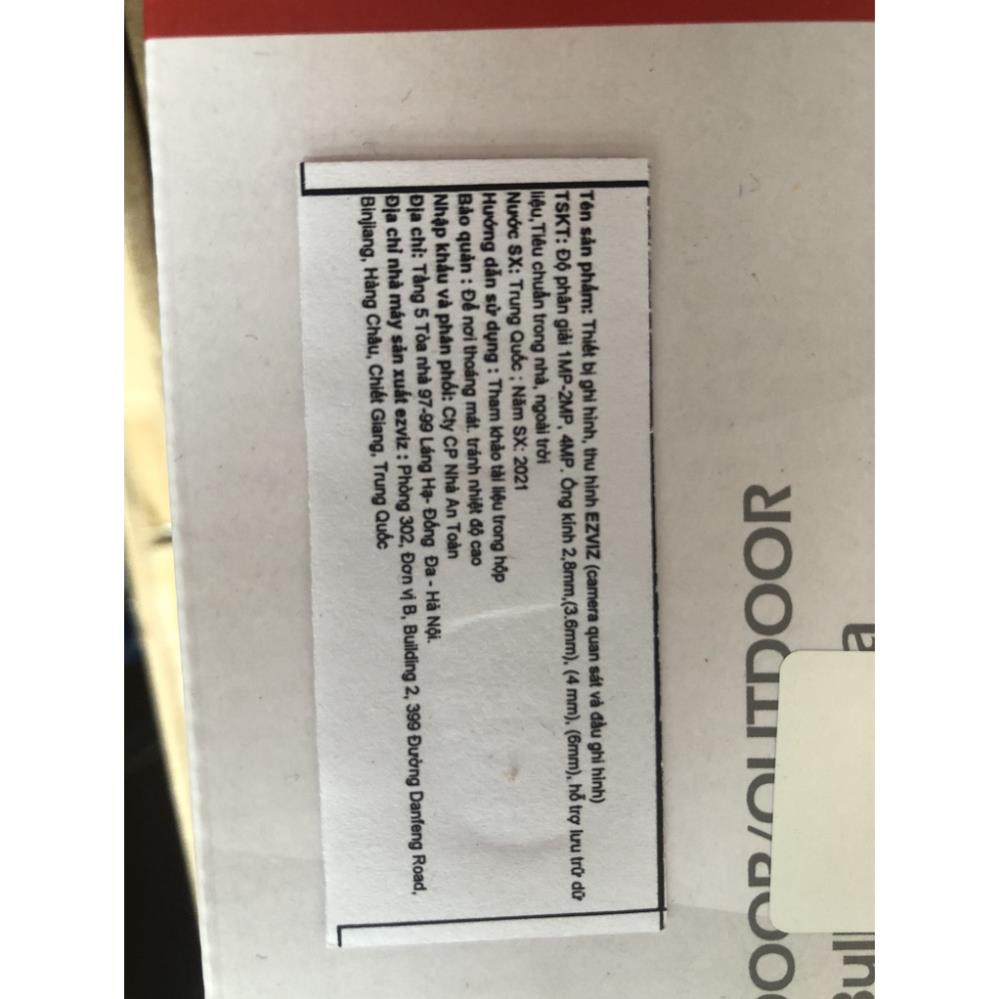 Tên sản phẩm: Thiết bị ghi hình, thu hình EZVIZ (camera quan sát và đầu ghi hình)
TSKT: Độ phân giải 1MP-2MP, 4MP. Ống kính 2,8mm,(3.6mm), (4 mm), (6mm), hỗ trợ lưu trữ dữ
liệu,Tiêu chuẩn trong nhà, ngoài trời
Nước SX: Trung Quốc ; Năm SX: 2021
Hướng dẫn sử dụng : Tham khảo tài liệu trong hộp
Bảo quản : Để nơi thoáng mát. tránh nhiệt độ cao
Nhập khẩu và phân phối: Cty CP Nhà An Toàn
Địa chỉ: Tầng 5 Tòa nhà 97-99 Láng Hạ- Đống Đa - Hà Nội.
Địa chỉ nhà máy sản xuất ezviz : Phòng 302, Đơn vị B, Building 2, 399 Đường Danfeng Road,
Binjiang, Hàng Châu, Chiết Giang, Trung Quốc
OOR/OUTDOOR